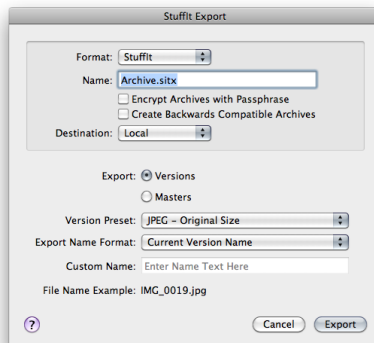 StuffIt Export
Format: StuffIt
Name: Archive.sitx
Encrypt Archives with Passphrase
Create Backwards Compatible Archives
Destination: Local
Export: Versions
Masters
Version Preset: JPEG - Original Size
Export Name Format: Current Version Name
Custom Name: Enter Name Text Here
File Name Example: IMG_0019.jpg
? Cancel Export